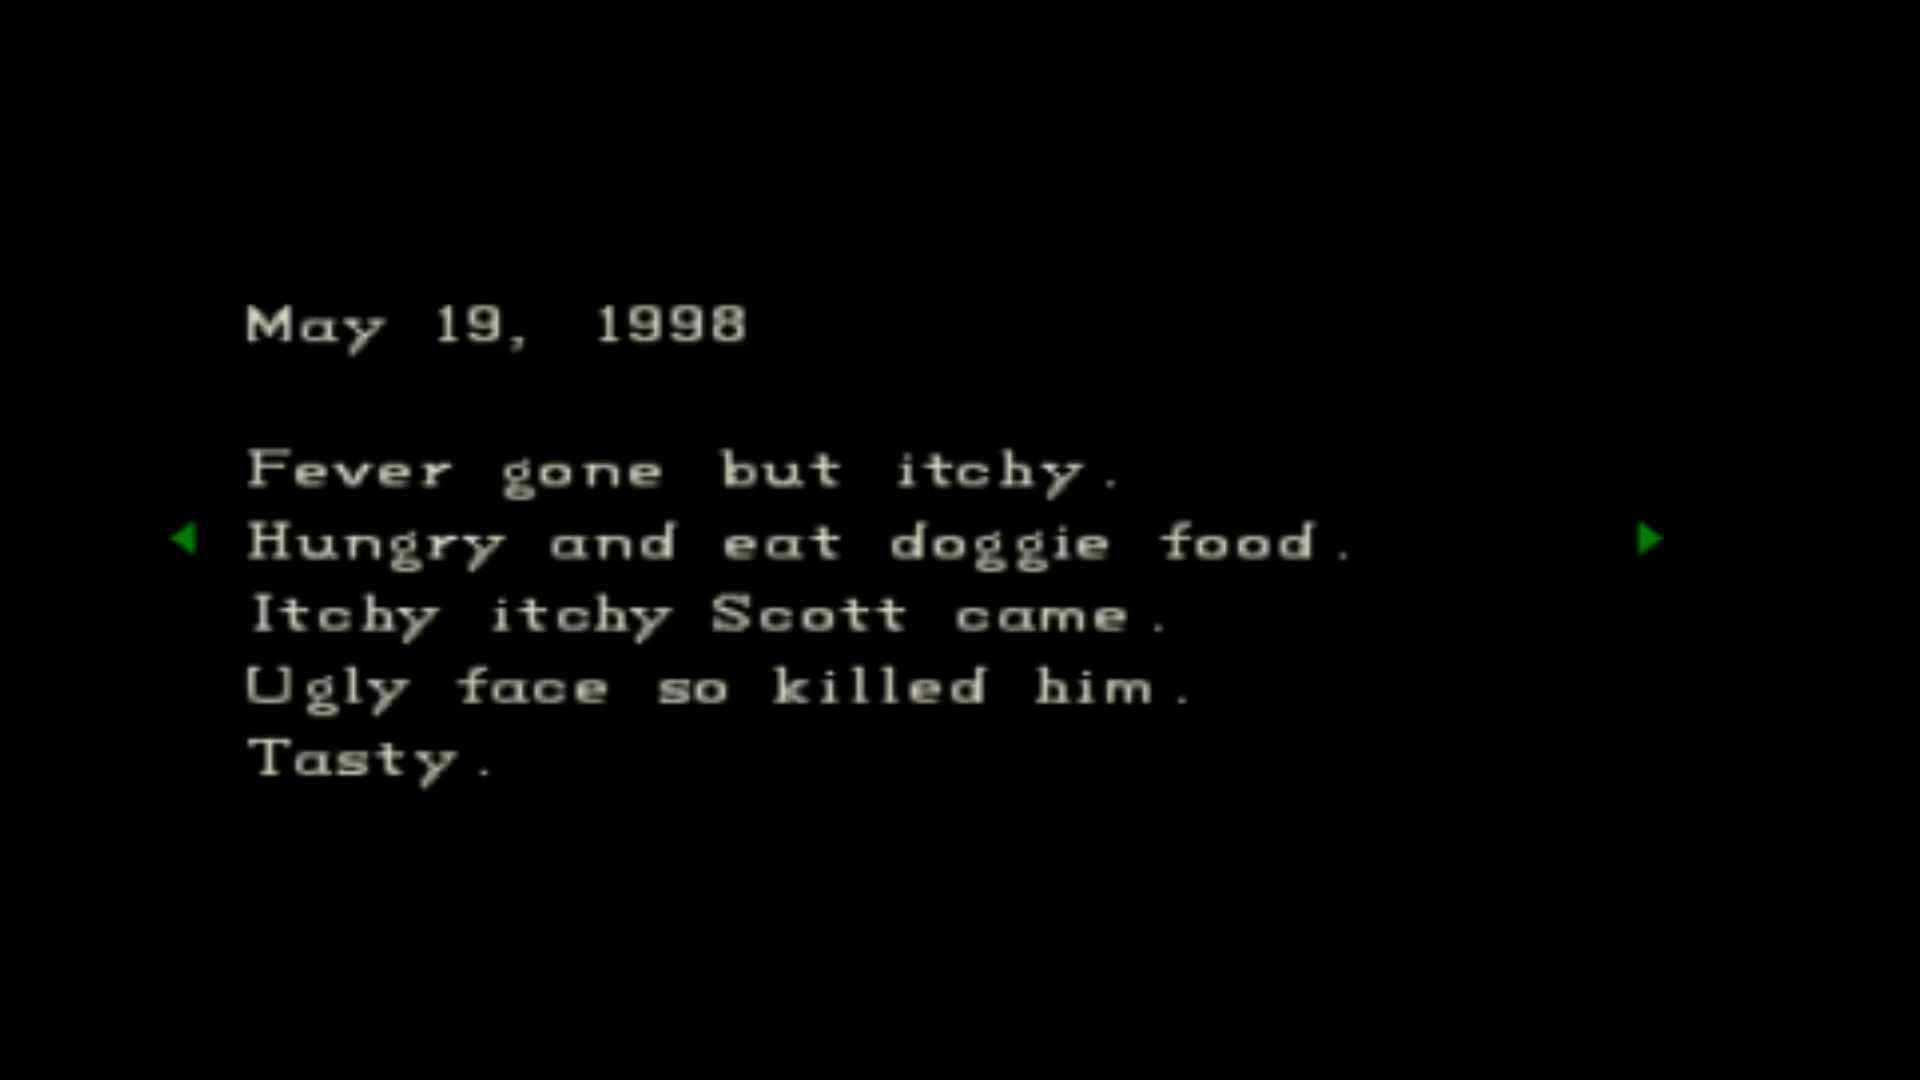 May 19, 1998
Fever gone but itchy.
Hungry and eat doggie food.
Itchy itchy Scott came.
Ugly face so killed him.
Tasty.